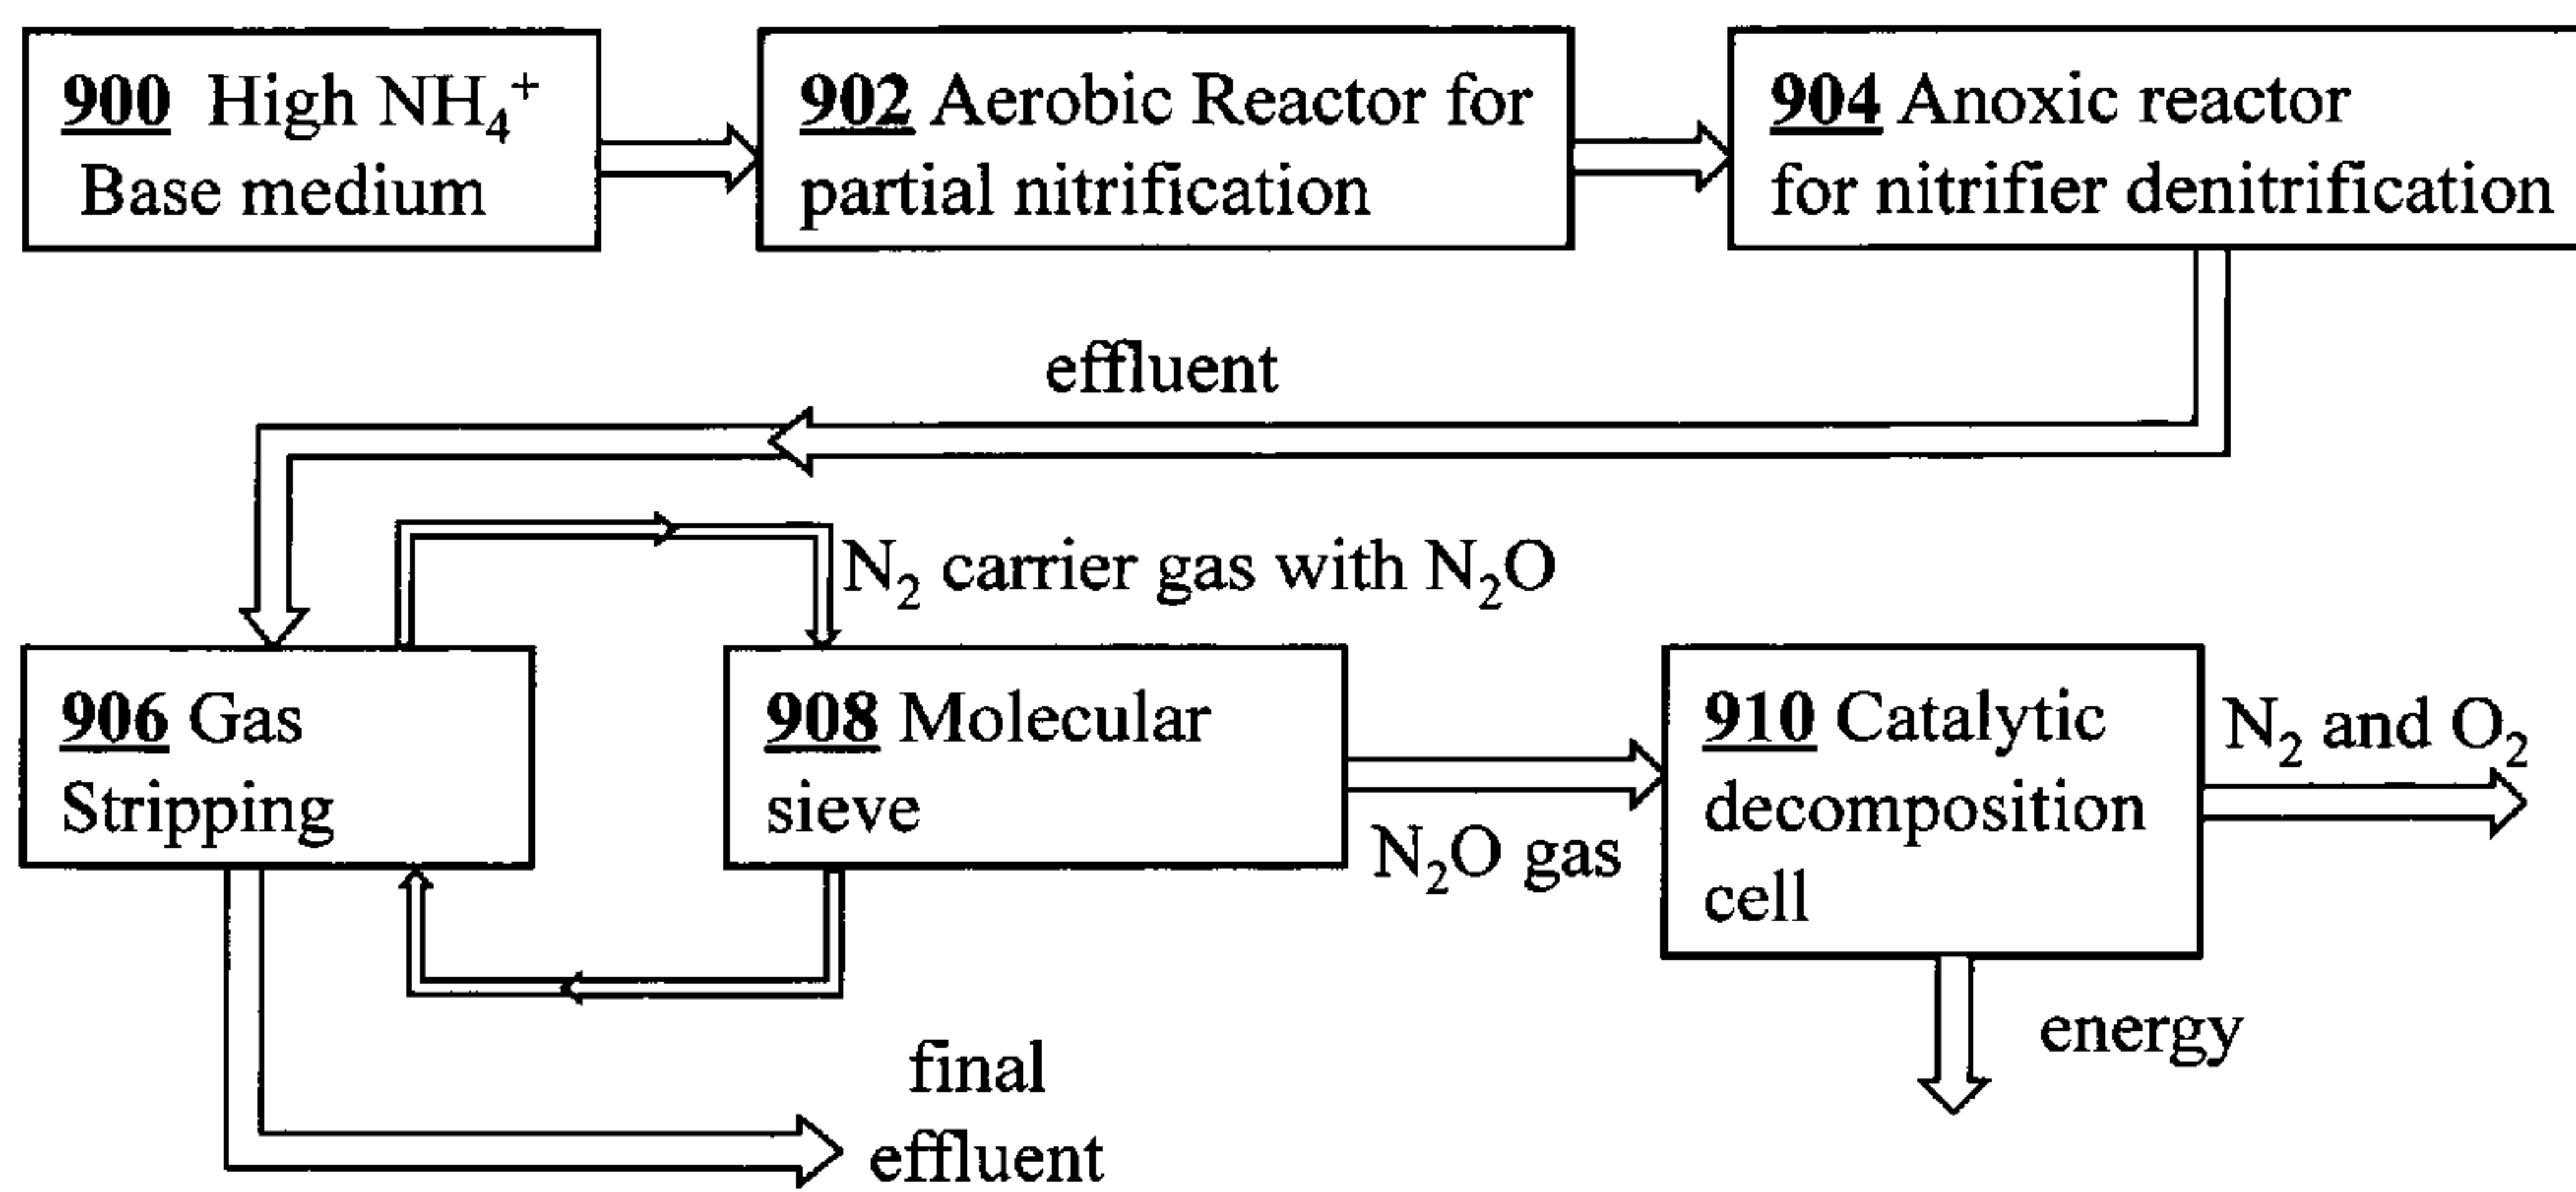 900 High NH₄⁺
Base medium
902 Aerobic Reactor for
partial nitrification
904 Anoxic reactor
for nitrifier denitrification
effluent
N₂ carrier gas with N₂O
906 Gas
Stripping
908 Molecular
sieve
N₂O gas
910 Catalytic
decomposition
cell
N₂ and O₂
energy
final
effluent